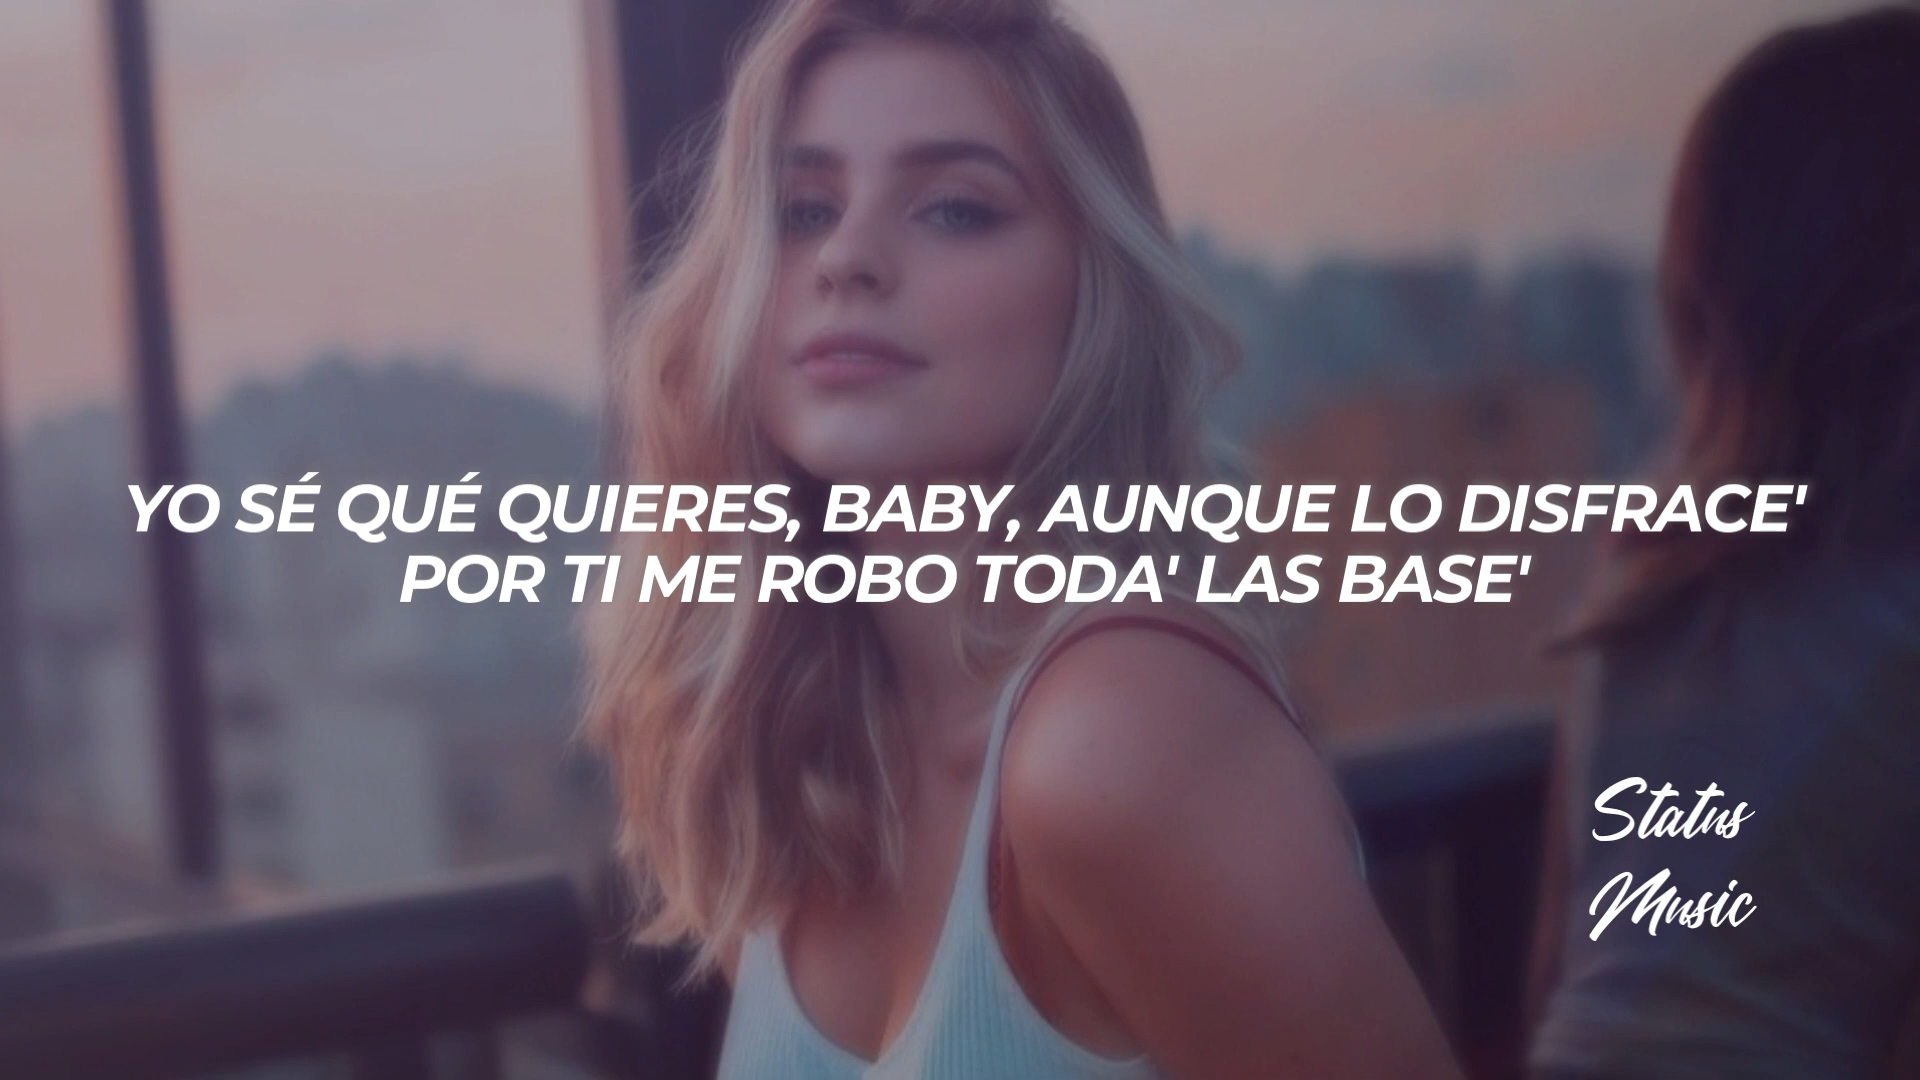 YO SÉ QUÉ QUIERES, BABY, AUNQUE LO DISFRACE'
POR TI ME ROBO TODA' LAS BASE'
Status
Music